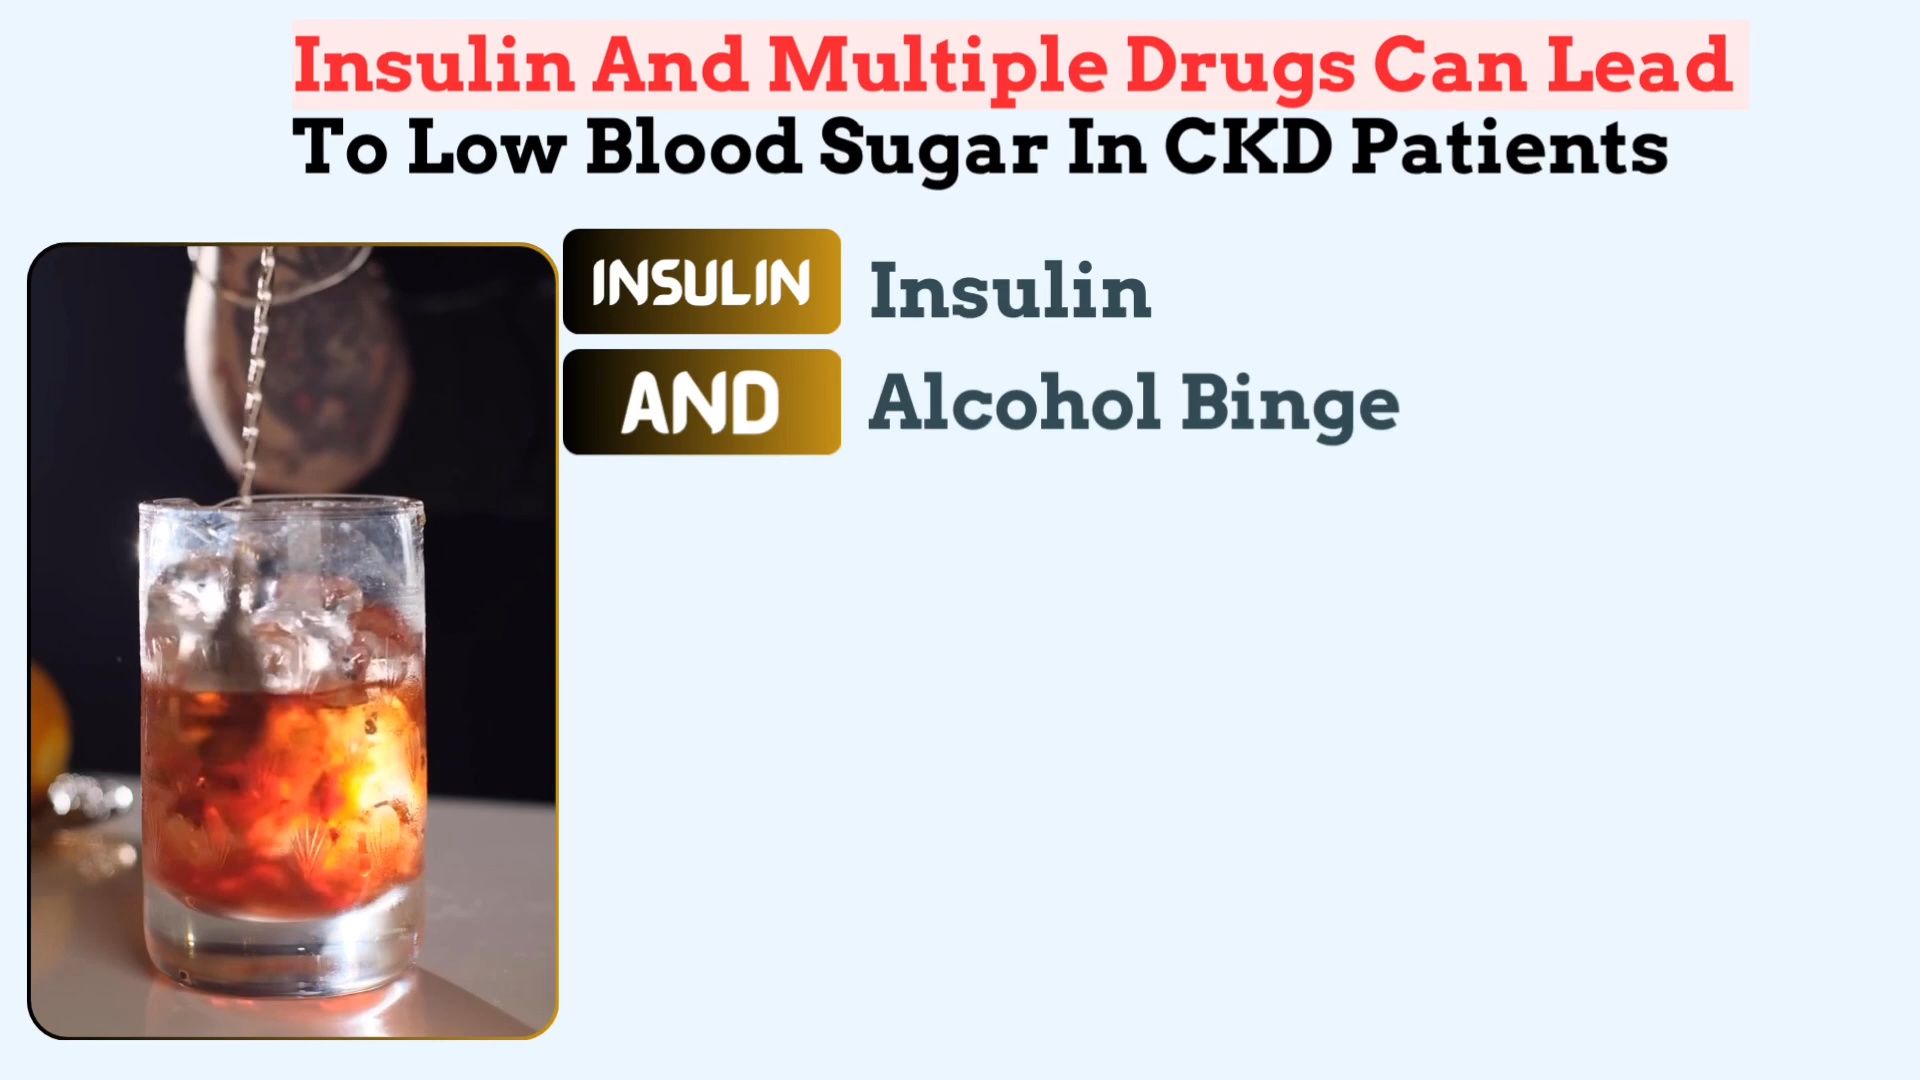 Insulin And Multiple Drugs Can Lead
To Low Blood Sugar In CKD Patients
INSULIN Insulin
AND Alcohol Binge